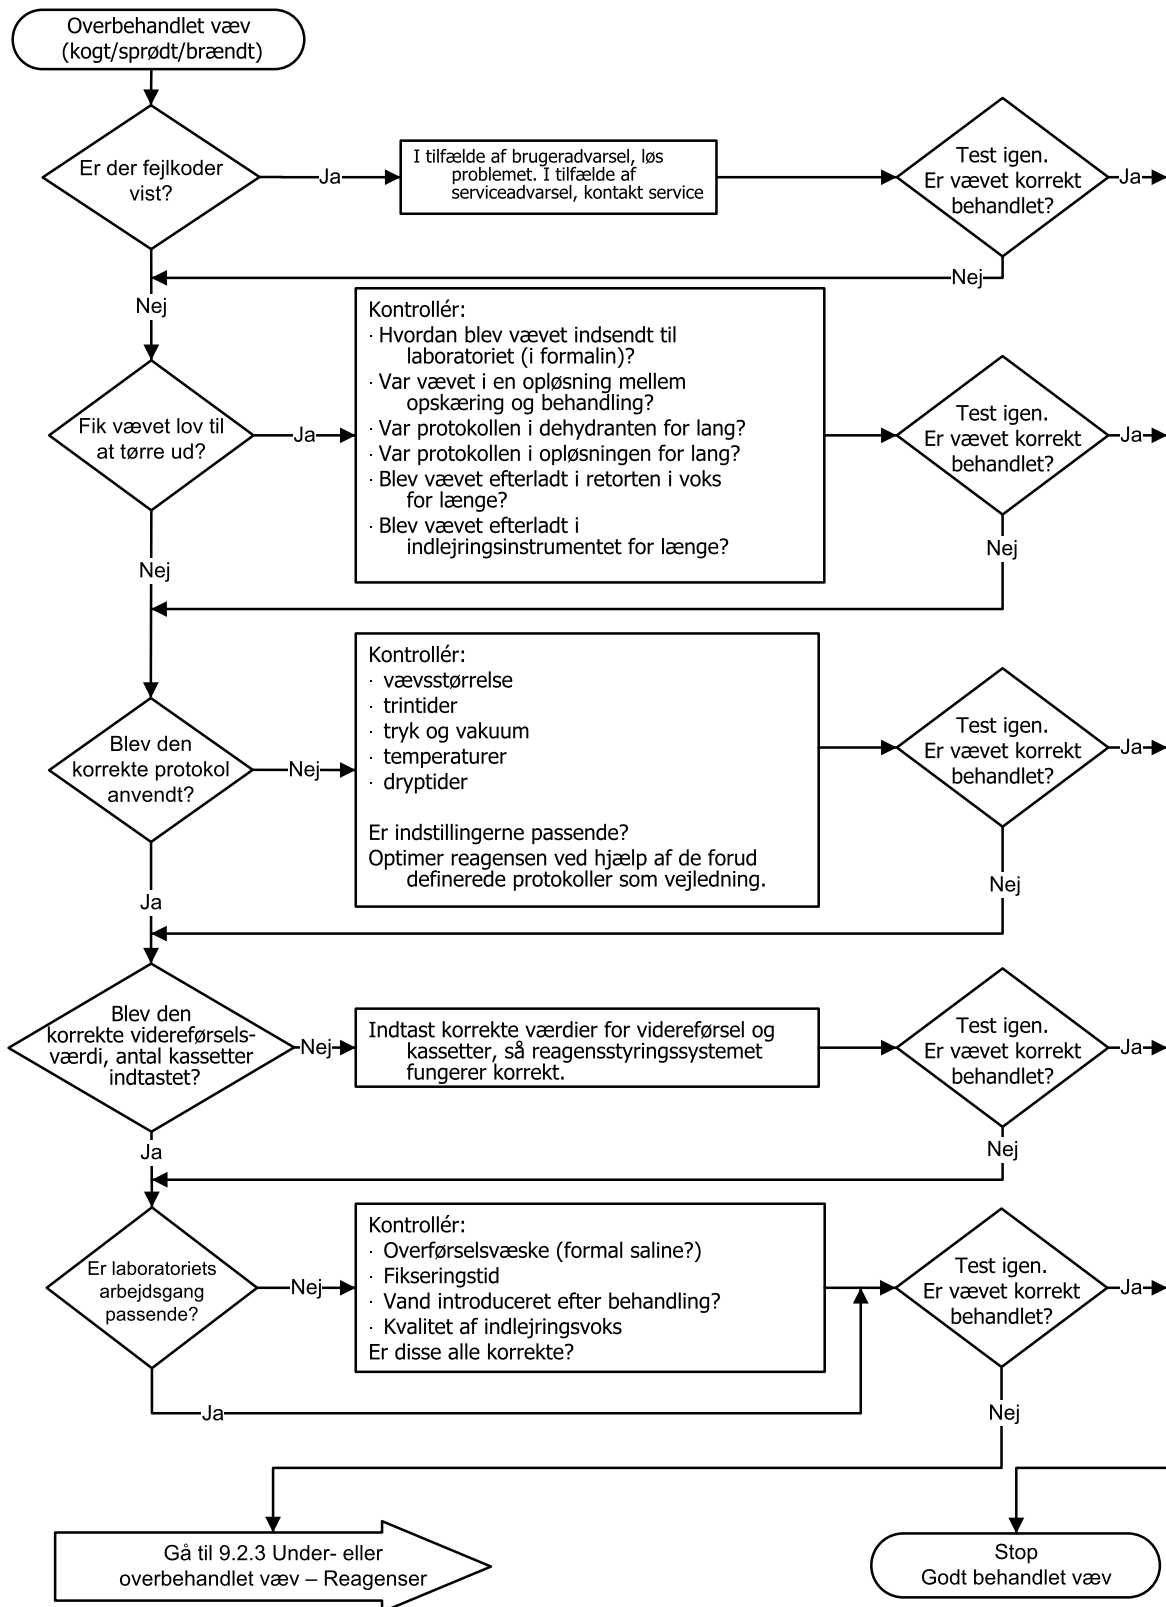 Overbehandlet væv
(kogt/sprødt/brændt)
Er der fejlkoder
vist?
Ja
I tilfælde af brugeradvarsel, løs
problemet. I tilfælde af
serviceadvarsel, kontakt service
Test igen.
Er vævet korrekt
behandlet?
Ja
Nej
Nej
Fik vævet lov til
at tørre ud?
Ja
Kontrollér:
· Hvordan blev vævet indsendt til
laboratoriet (i formalin)?
· Var vævet i en opløsning mellem
opskæring og behandling?
· Var protokollen i dehydranten for lang?
· Var protokollen i opløsningen for lang?
· Blev vævet efterladt i retorten i voks
for længe?
· Blev vævet efterladt i
indlejringsinstrumentet for længe?
Test igen.
Er vævet korrekt
behandlet?
Ja
Nej
Nej
Blev den
korrekte protokol
anvendt?
Nej
Kontrollér:
· vævsstørrelse
· trintider
· tryk og vakuum
· temperaturer
· dryptider
Er indstillingerne passende?
Optimer reagensen ved hjælp af de forud
definerede protokoller som vejledning.
Test igen.
Er vævet korrekt
behandlet?
Ja
Nej
Ja
Blev den
korrekte videreførsels-
værdi, antal kassetter
indtastet?
Nej
Indtast korrekte værdier for videreførsel og
kassetter, så reagensstyringssystemet
fungerer korrekt.
Test igen.
Er vævet korrekt
behandlet?
Ja
Nej
Ja
Er laboratoriets
arbejdsgang
passende?
Nej
Kontrollér:
· Overførselsvæske (formal saline?)
· Fikseringstid
· Vand introduceret efter behandling?
· Kvalitet af indlejringsvoks
Er disse alle korrekte?
Test igen.
Er vævet korrekt
behandlet?
Ja
Ja
Nej
Gå til 9.2.3 Under- eller
overbehandlet væv – Reagenser
Stop
Godt behandlet væv